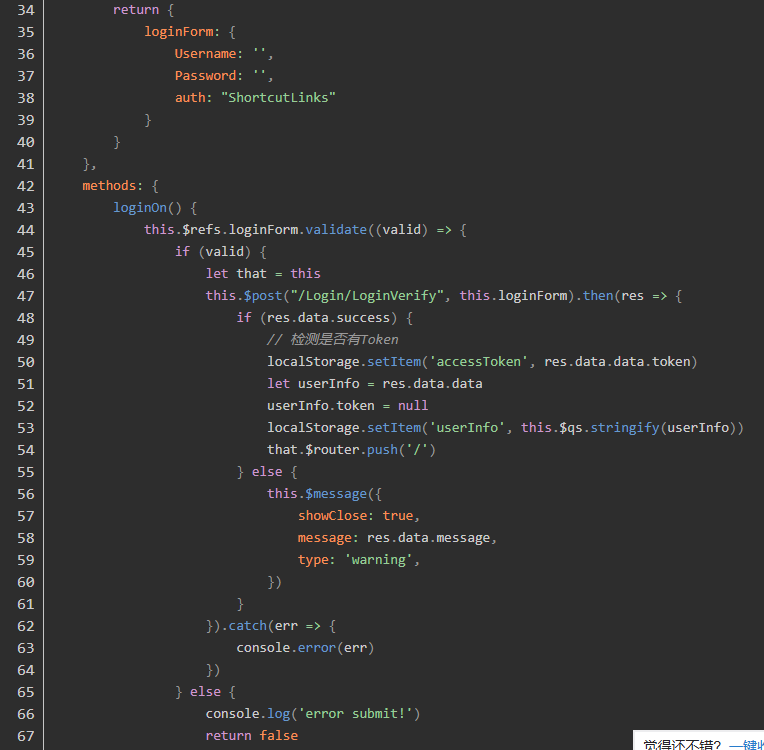 34 return {
35 loginForm: {
36 Username: '',
37 Password: '',
38 auth: "ShortcutLinks"
39 }
40 }
41 },
42 methods: {
43 loginOn() {
44 this.$refs.loginForm.validate((valid) => {
45 if (valid) {
46 let that = this
47 this.$post("/Login/LoginVerify", this.loginForm).then(res => {
48 if (res.data.success) {
49 // 检测是否有Token
50 localStorage.setItem('accessToken', res.data.data.token)
51 let userInfo = res.data.data
52 userInfo.token = null
53 localStorage.setItem('userInfo', this.$qs.stringify(userInfo))
54 that.$router.push('/')
55 } else {
56 this.$message({
57 showClose: true,
58 message: res.data.message,
59 type: 'warning',
60 })
61 }
62 }).catch(err => {
63 console.error(err)
64 })
65 } else {
66 console.log('error submit!')
67 return false
觉得还不错? 一键